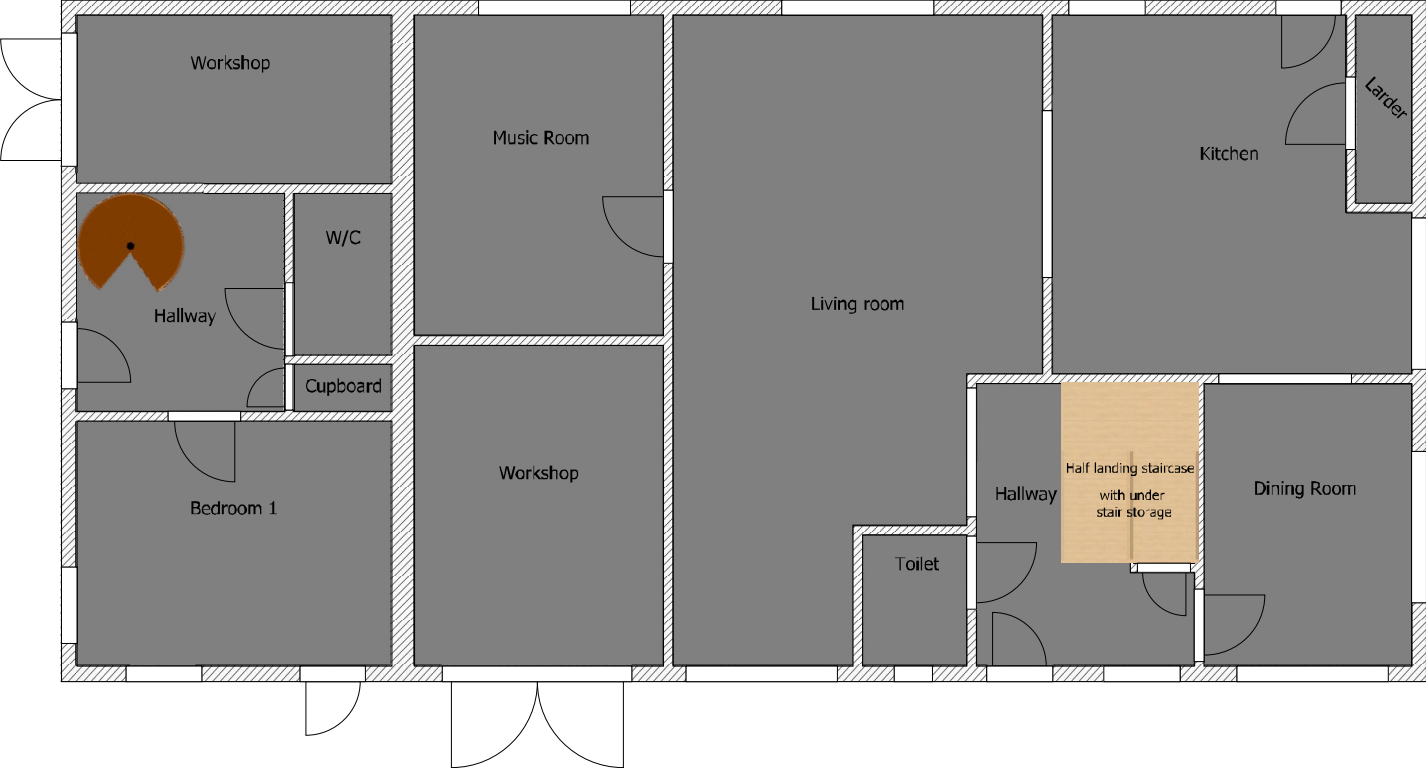 Workshop
Music Room
Larder
Kitchen
W/C
Living room
Hallway
Cupboard
Half landing staircase
with under
stair storage
Workshop
Hallway
Dining Room
Bedroom 1
Toilet